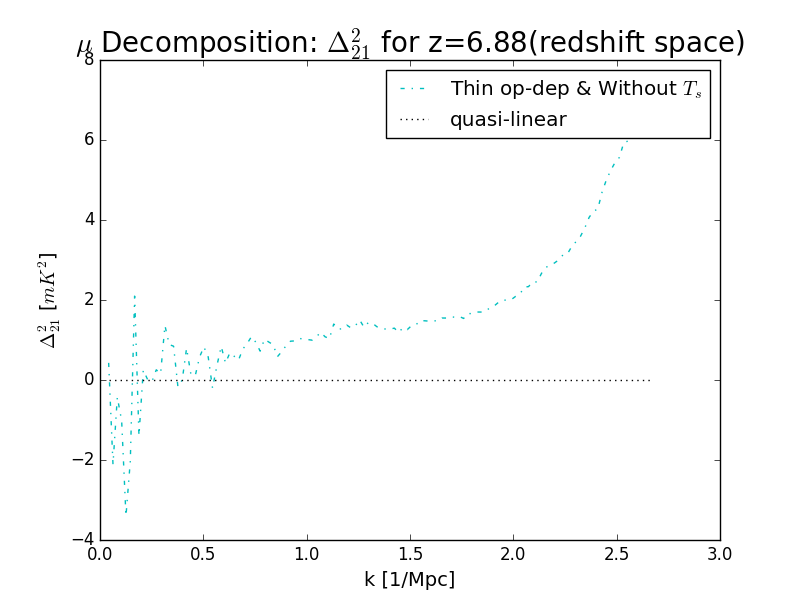 μ Decomposition: Δ²₂₁ for z=6.88(redshift space)
Thin op-dep & Without Tₛ
quasi-linear
Δ²₂₁ [mK²]
8
6
4
2
0
−2
−4
0.0 0.5 1.0 1.5 2.0 2.5 3.0
k [1/Mpc]